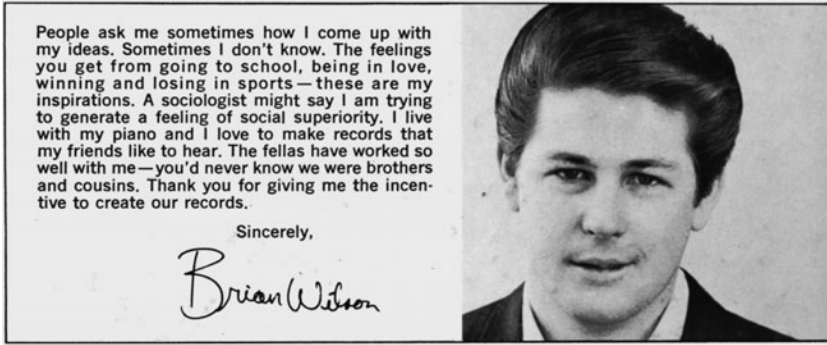 People ask me sometimes how I come up with
my ideas. Sometimes I don't know. The feelings
you get from going to school, being in love,
winning and losing in sports—these are my
inspirations. A sociologist might say I am trying
to generate a feeling of social superiority. I live
with my piano and I love to make records that
my friends like to hear. The fellas have worked so
well with me—you'd never know we were brothers
and cousins. Thank you for giving me the incen-
tive to create our records.
Sincerely,
Brian Wilson